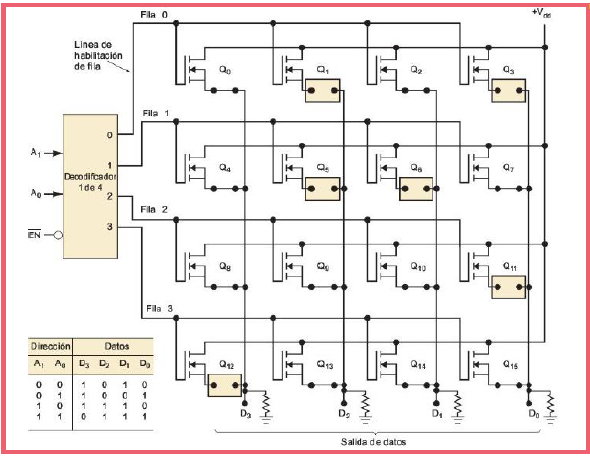 Fila 0
+Vdd
Línea de
habilitación
de fila
Q0
Q1
Q2
Q3
0
Fila 1
A1
1
Decodificador
1 de 4
A0
2
EN
3
Q4
Q5
Q6
Q7
Fila 2
Q8
Q9
Q10
Q11
Fila 3
Q12
Q13
Q14
Q15
Dirección Datos
A1 A0 D3 D2 D1 D0
0 0 1 0 1 0
0 1 1 0 0 1
1 0 1 1 1 0
1 1 0 1 1 1
D3
D2
D1
D0
Salida de datos